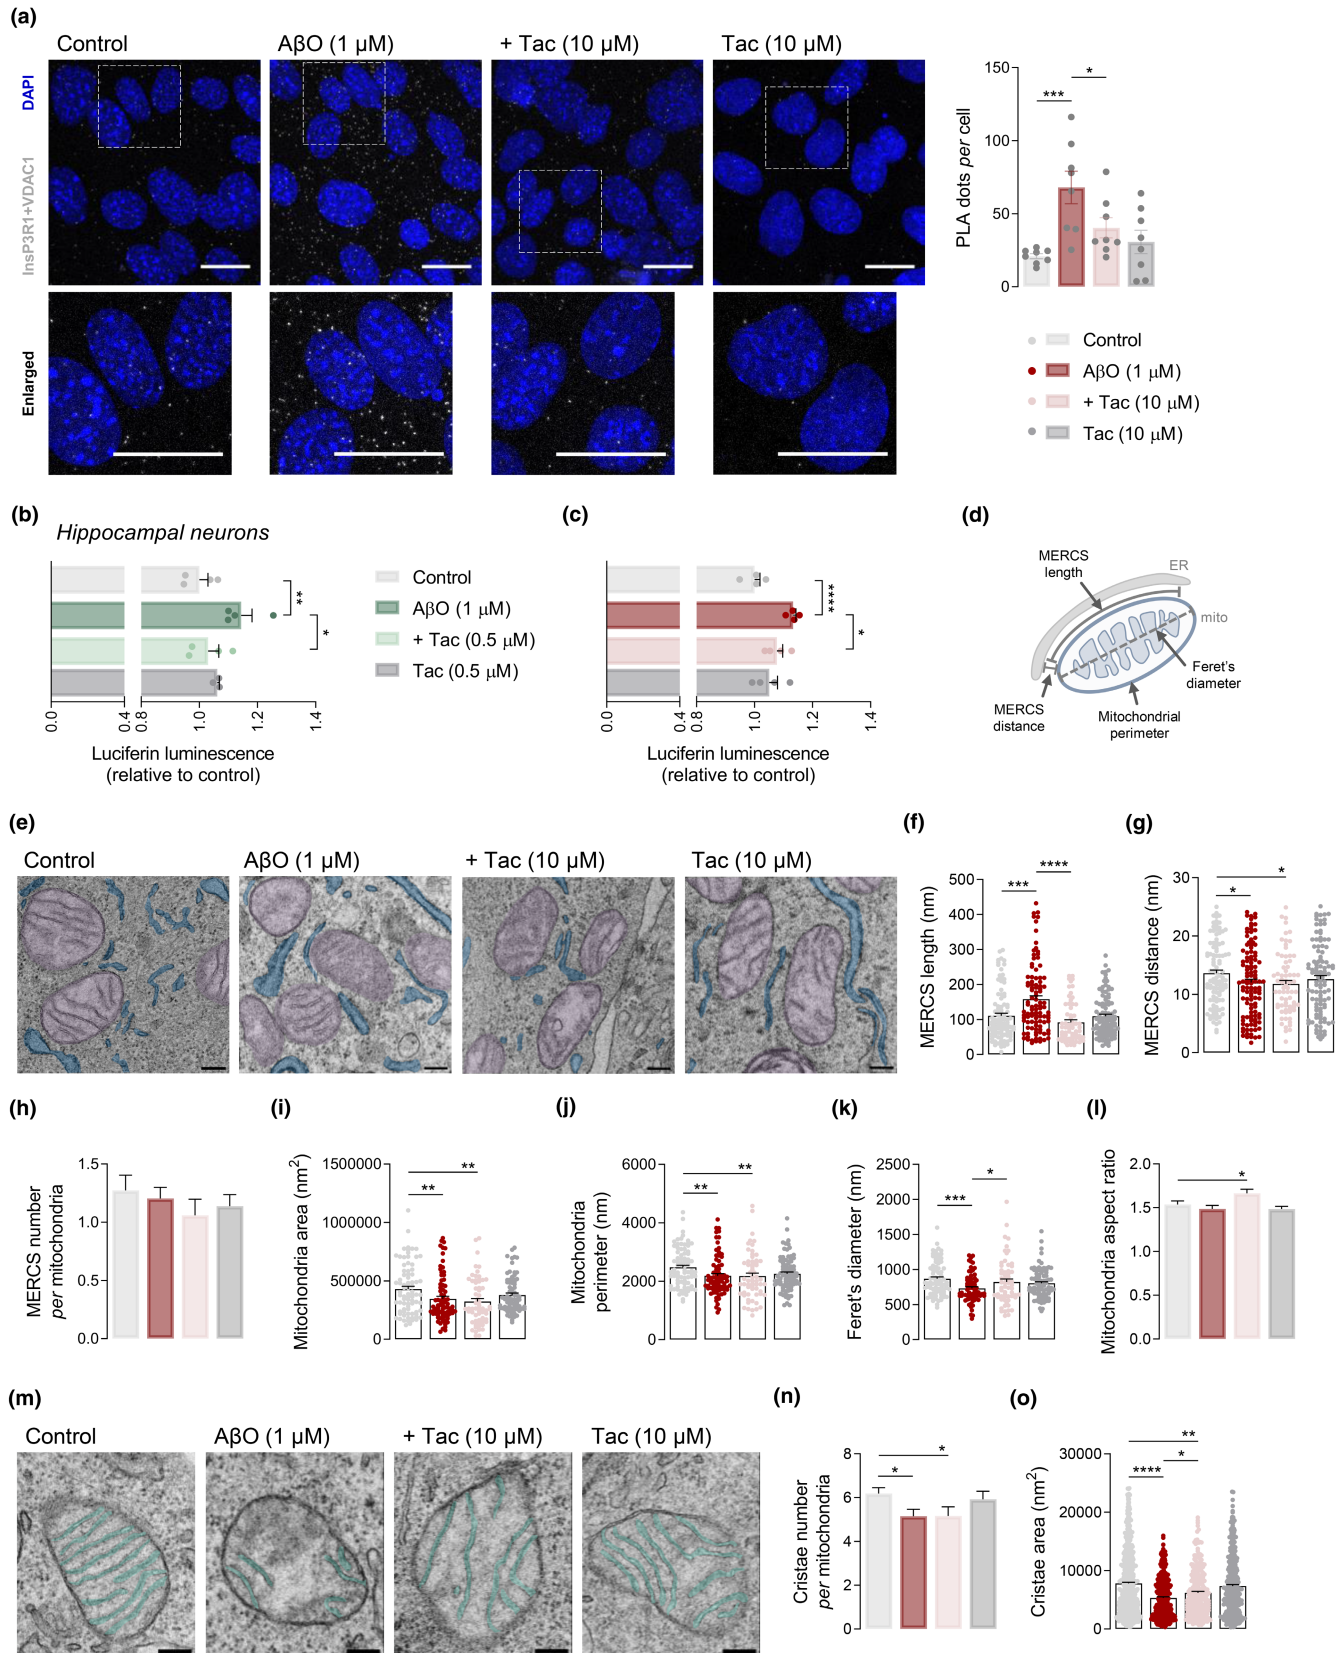 (a)
Control
AβO (1 µM)
+ Tac (10 µM)
Tac (10 µM)
InsP3R1+VDAC1 DAPI
Enlarged
PLA dots per cell
150
100
50
0
***
*
Control
AβO (1 µM)
+ Tac (10 µM)
Tac (10 µM)
(b)
Hippocampal neurons
**
*
0.0
0.4
0.8
1.0
1.2
1.4
Luciferin luminescence
(relative to control)
Control
AβO (1 µM)
+ Tac (0.5 µM)
Tac (0.5 µM)
(c)
****
*
0.0
0.4
0.8
1.0
1.2
1.4
Luciferin luminescence
(relative to control)
(d)
MERCS
length
ER
mito
Feret's
diameter
MERCS
distance
Mitochondrial
perimeter
(e)
Control
AβO (1 µM)
+ Tac (10 µM)
Tac (10 µM)
(f)
MERCS length (nm)
500
400
300
200
100
0
***
****
(g)
MERCS distance (nm)
30
20
10
0
*
*
(h)
MERCS number
per mitochondria
1.5
1.0
0.5
0.0
(i)
Mitochondria area (nm2)
1500000
1000000
500000
0
**
**
(j)
Mitochondria
perimeter (nm)
6000
4000
2000
0
**
**
(k)
Feret's diameter (nm)
2500
2000
1500
1000
500
0
***
*
(l)
Mitochondria aspect ratio
2.0
1.5
1.0
0.5
0.0
*
(m)
Control
AβO (1 µM)
+ Tac (10 µM)
Tac (10 µM)
(n)
Cristae number
per mitochondria
8
6
4
2
0
*
*
(o)
Cristae area (nm2)
30000
20000
10000
0
**
*
****